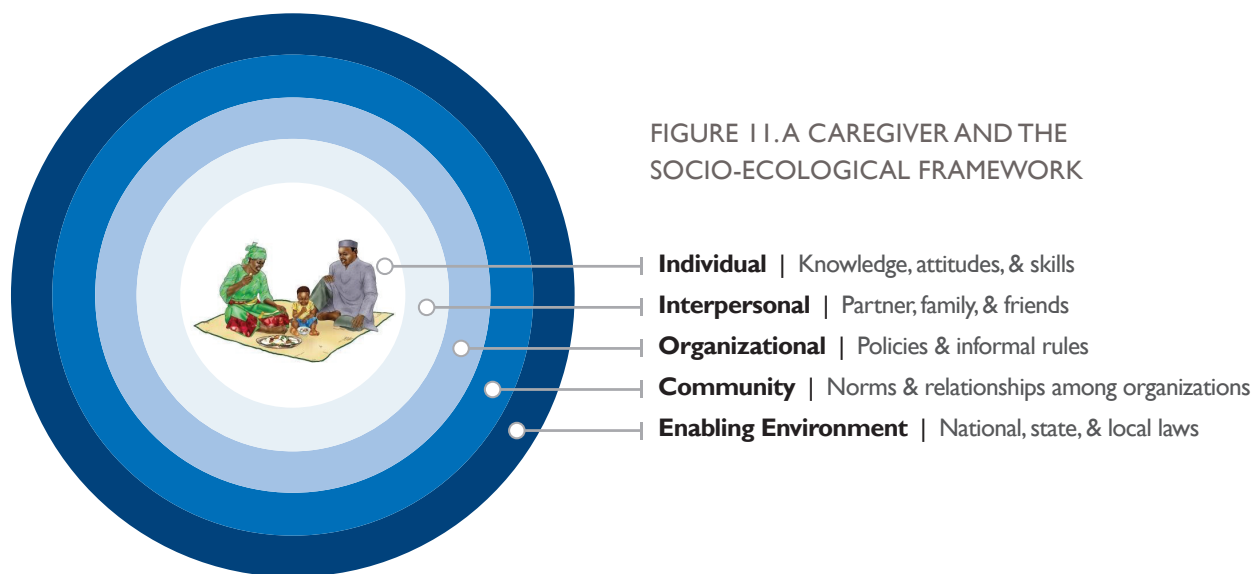 FIGURE 11. A CAREGIVER AND THE
SOCIO-ECOLOGICAL FRAMEWORK
Individual | Knowledge, attitudes, & skills
Interpersonal | Partner, family, & friends
Organizational | Policies & informal rules
Community | Norms & relationships among organizations
Enabling Environment | National, state, & local laws